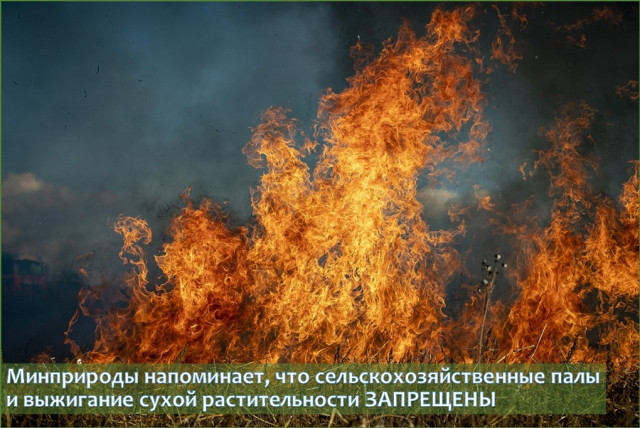 Минприроды напоминает, что сельскохозяйственные палы
и выжигание сухой растительности ЗАПРЕЩЕНЫ